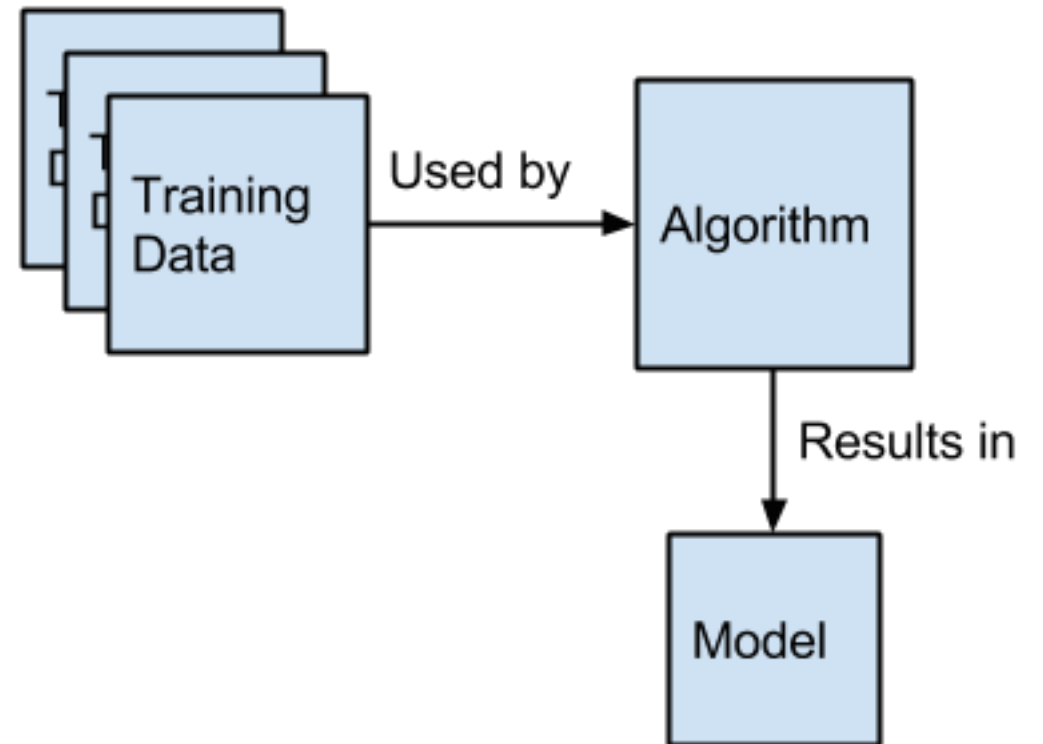 Training
Data
Used by
Algorithm
Results in
Model